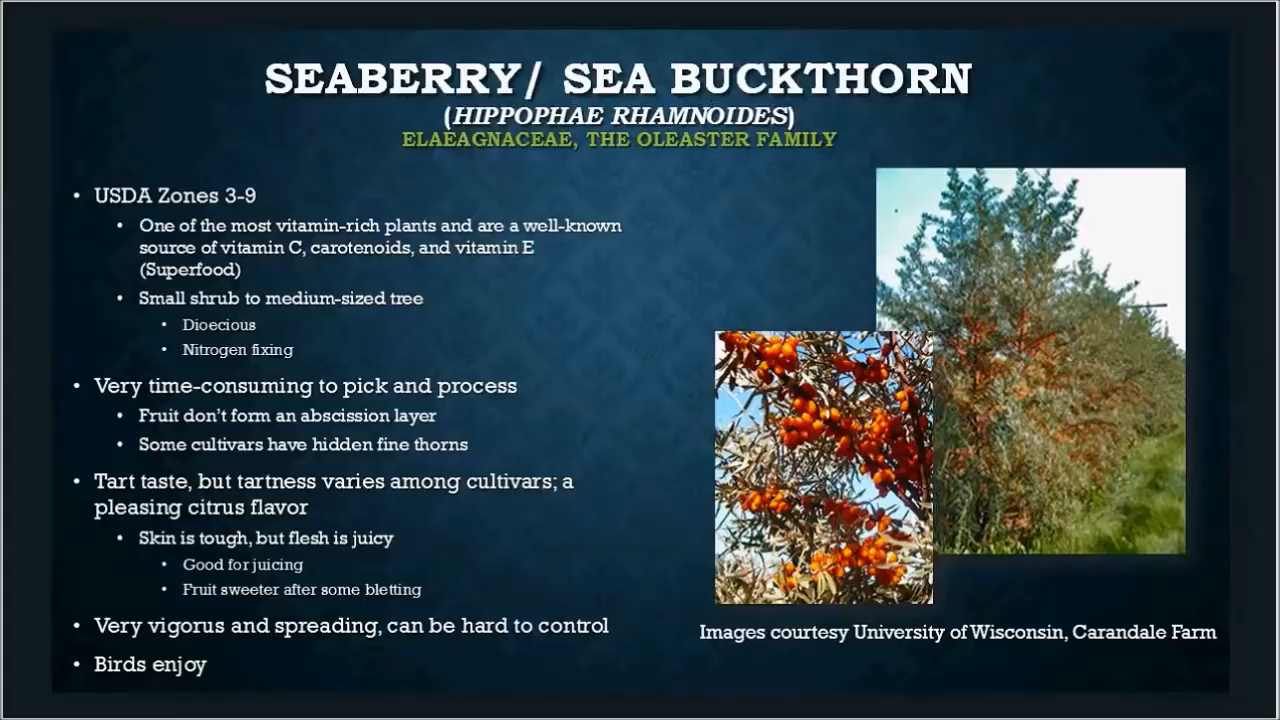 SEABERRY/ SEA BUCKTHORN
(HIPPOPHAE RHAMNOIDES)
ELAEAGNACEAE, THE OLEASTER FAMILY
• USDA Zones 3-9
• One of the most vitamin-rich plants and are a well-known
source of vitamin C, carotenoids, and vitamin E
(Superfood)
• Small shrub to medium-sized tree
• Dioecious
• Nitrogen fixing
• Very time-consuming to pick and process
• Fruit don't form an abscission layer
• Some cultivars have hidden fine thorns
• Tart taste, but tartness varies among cultivars; a
pleasing citrus flavor
• Skin is tough, but flesh is juicy
• Good for juicing
• Fruit sweeter after some bletting
• Very vigorus and spreading, can be hard to control
• Birds enjoy
Images courtesy University of Wisconsin, Carandale Farm